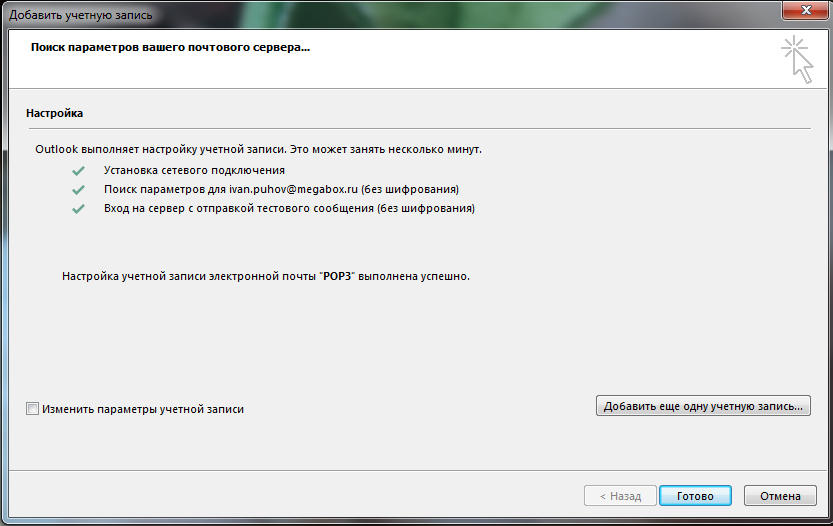 Добавить учетную запись
Поиск параметров вашего почтового сервера...
Настройка
Outlook выполняет настройку учетной записи. Это может занять несколько минут.
Установка сетевого подключения
Поиск параметров для ivan.puhov@megabox.ru (без шифрования)
Вход на сервер с отправкой тестового сообщения (без шифрования)
Настройка учетной записи электронной почты "POP3" выполнена успешно.
Изменить параметры учетной записи
Добавить еще одну учетную запись...
< Назад
Готово
Отмена